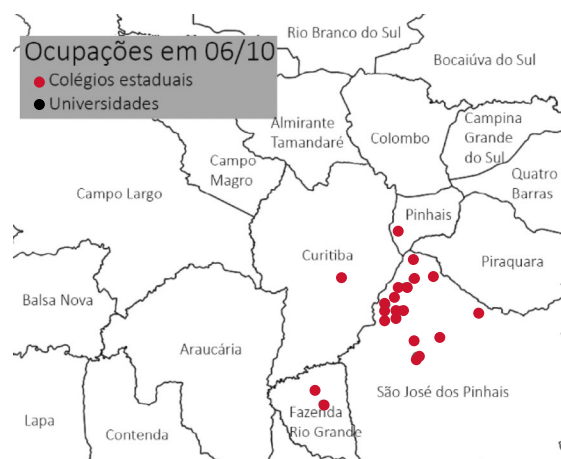 Rio Branco do Sul
Ocupações em 06/10
Bocaiúva do Sul
Colégios estaduais
Universidades
Almirante
Tamandaré
Colombo
Campina
Grande
do Sul
Campo
Magro
Quatro
Barras
Campo Largo
Pinhais
Curitiba
Piraquara
Balsa Nova
Araucária
São José dos Pinhais
Fazenda
Rio Grande
Lapa
Contenda